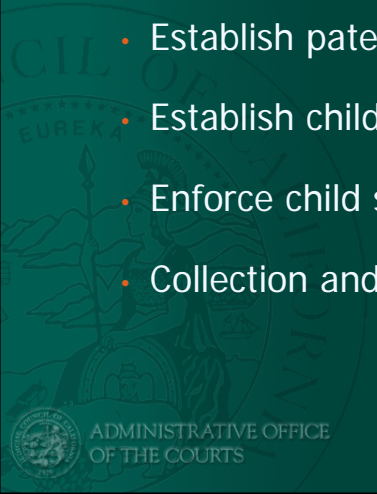 • Establish pate
• Establish child
• Enforce child s
• Collection and
EUREKA
ADMINISTRATIVE OFFICE
OF THE COURTS